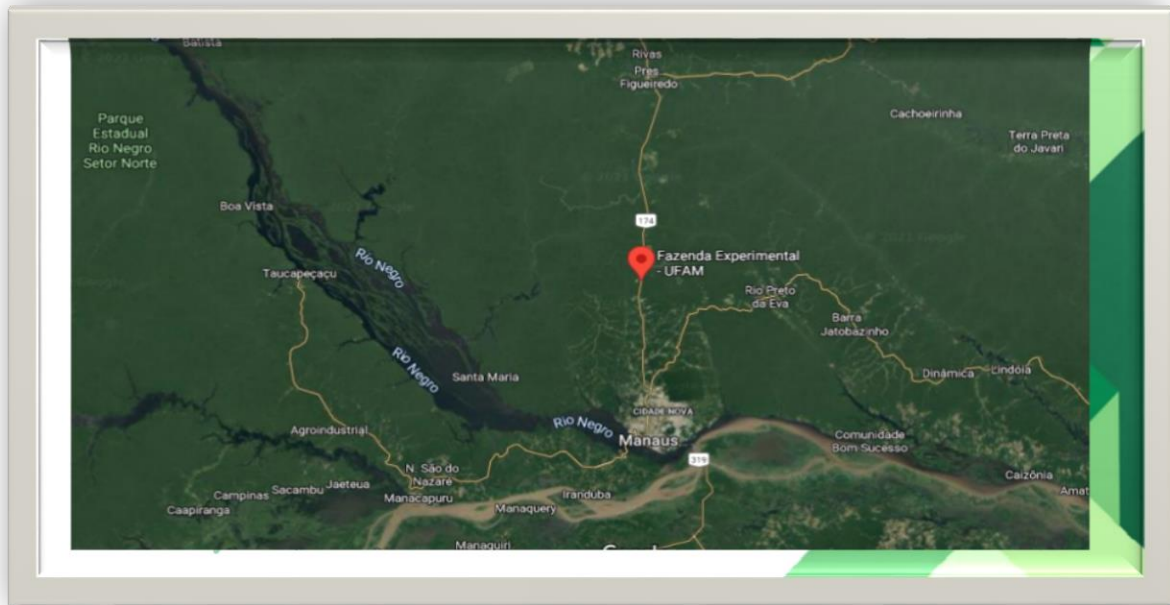 Batista
Rivas
Pres.
Figueiredo
Cachoeirinha
Parque
Estadual
Rio Negro
Setor Norte
Terra Preta
do Javari
Boa Vista
174
Rio Negro
Fazenda Experimental
- UFAM
Taucapeçaçu
Rio Preto
da Eva
Barra
Jatobazinho
Rio Negro
Santa Maria
Dinâmica
Lindóia
CIDADE NOVA
Rio Negro
Manaus
Agroindustrial
Comunidade
Bom Sucesso
319
N. São do
Nazaré
Caizônia
Campinas
Sacambu
Jaeteua
Manacapuru
Iranduba
Amat
Caapiranga
Manaquery
Manaquiri